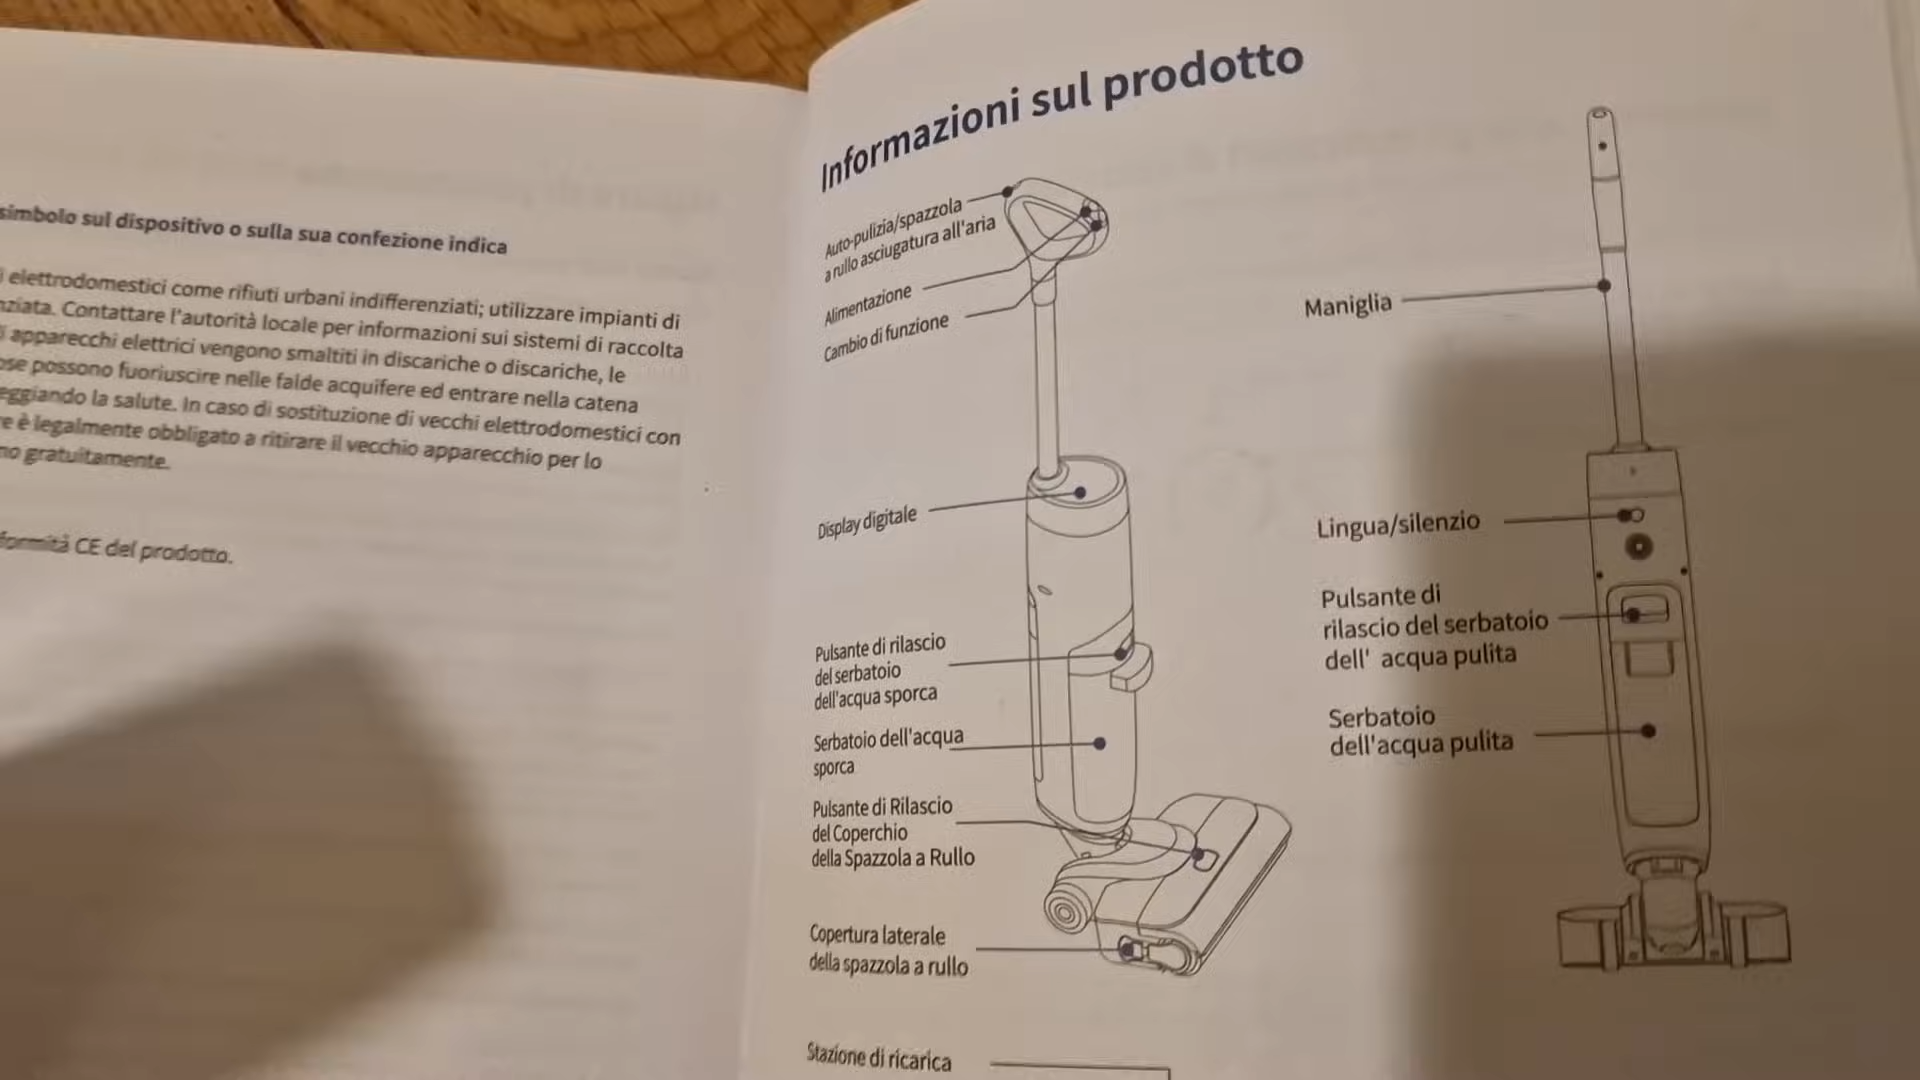 simbolo sul dispositivo o sulla sua confezione indica
elettrodomestici come rifiuti urbani indifferenziati; utilizzare impianti di
Contattare l'autorità locale per informazioni sui sistemi di raccolta
apparecchi elettrici vengono smaltiti in discariche o discariche, le
possono fuoriuscire nelle falde acquifere ed entrare nella catena
eggiando la salute. In caso di sostituzione di vecchi elettrodomestici con
è legalmente obbligato a ritirare il vecchio apparecchio per lo
no gratuitamente.
formità CE del prodotto.
Informazioni sul prodotto
Auto-pulizia/spazzola
a rullo asciugatura all'aria
Alimentazione
Cambio di funzione
Display digitale
Pulsante di rilascio
del serbatoio
dell'acqua sporca
Serbatoio dell'acqua
sporca
Pulsante di Rilascio
del Coperchio
della Spazzola a Rullo
Copertura laterale
della spazzola a rullo
Stazione di ricarica
Maniglia
Lingua/silenzio
Pulsante di
rilascio del serbatoio
dell' acqua pulita
Serbatoio
dell'acqua pulita